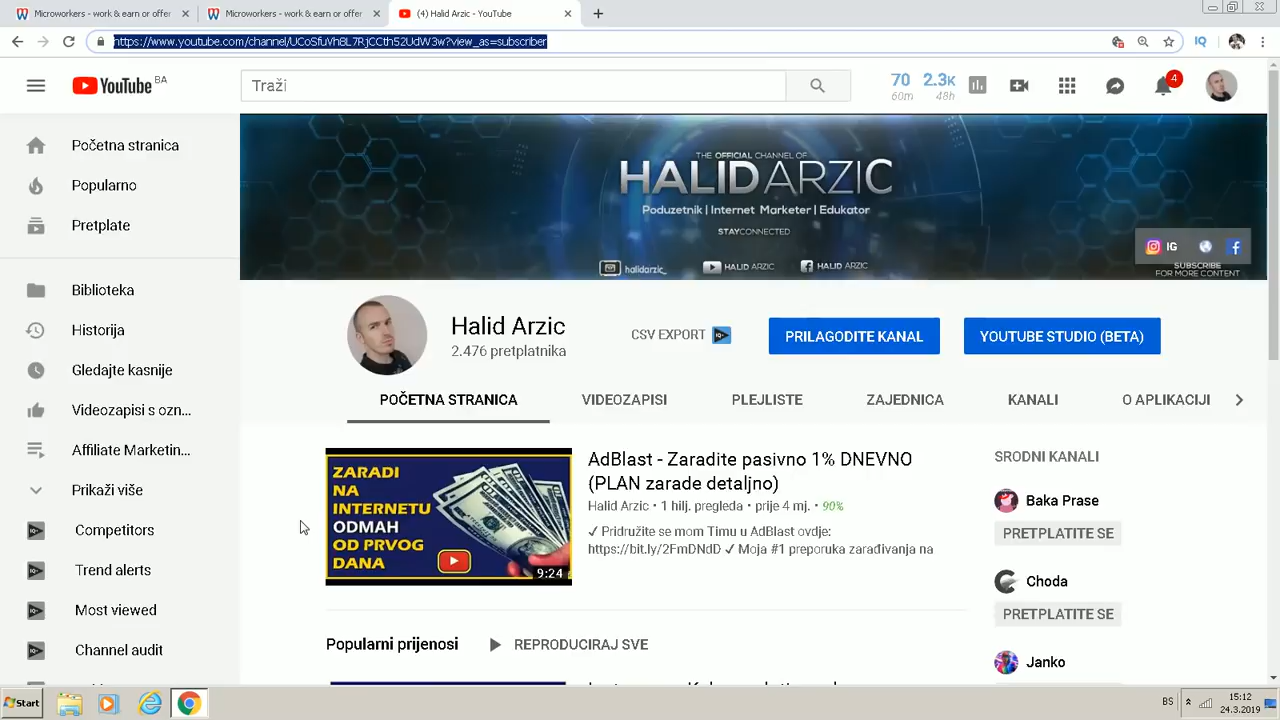 Microworkers - work & earn or offer
Microworkers - work & earn or offer
(4) Halid Arzic - YouTube
https://www.youtube.com/channel/UCoSfuVh8L7RjCCth52UdW3w?view_as=subscriber
IQ
YouTube BA
Traži
70
60m
2.3K
48h
4
THE OFFICIAL CHANNEL OF
HALIDARZIC
Poduzetnik | Internet Marketer | Edukator
STAYCONNECTED
halidarzic_
HALID ARZIC
HALID ARZIC
IG
SUBSCRIBE
FOR MORE CONTENT
Početna stranica
Popularno
Pretplate
Biblioteka
Historija
Gledajte kasnije
Videozapisi s ozn...
Affiliate Marketin...
Prikaži više
Competitors
Trend alerts
Most viewed
Channel audit
Halid Arzic
2.476 pretplatnika
CSV EXPORT
PRILAGODITE KANAL
YOUTUBE STUDIO (BETA)
POČETNA STRANICA
VIDEOZAPISI
PLEJLISTE
ZAJEDNICA
KANALI
O APLIKACIJI
ZARADI
NA
INTERNETU
ODMAH
OD PRVOG
DANA
9:24
AdBlast - Zaradite pasivno 1% DNEVNO
(PLAN zarade detaljno)
Halid Arzic • 1 hilj. pregleda • prije 4 mj. • 90%
✓ Pridružite se mom Timu u AdBlast ovdje:
https://bit.ly/2FmDNdD ✓ Moja #1 preporuka zarađivanja na
Popularni prijenosi
REPRODUCIRAJ SVE
SRODNI KANALI
Baka Prase
PRETPLATITE SE
Choda
PRETPLATITE SE
Janko
Start
BS
15:12
24.3.2019